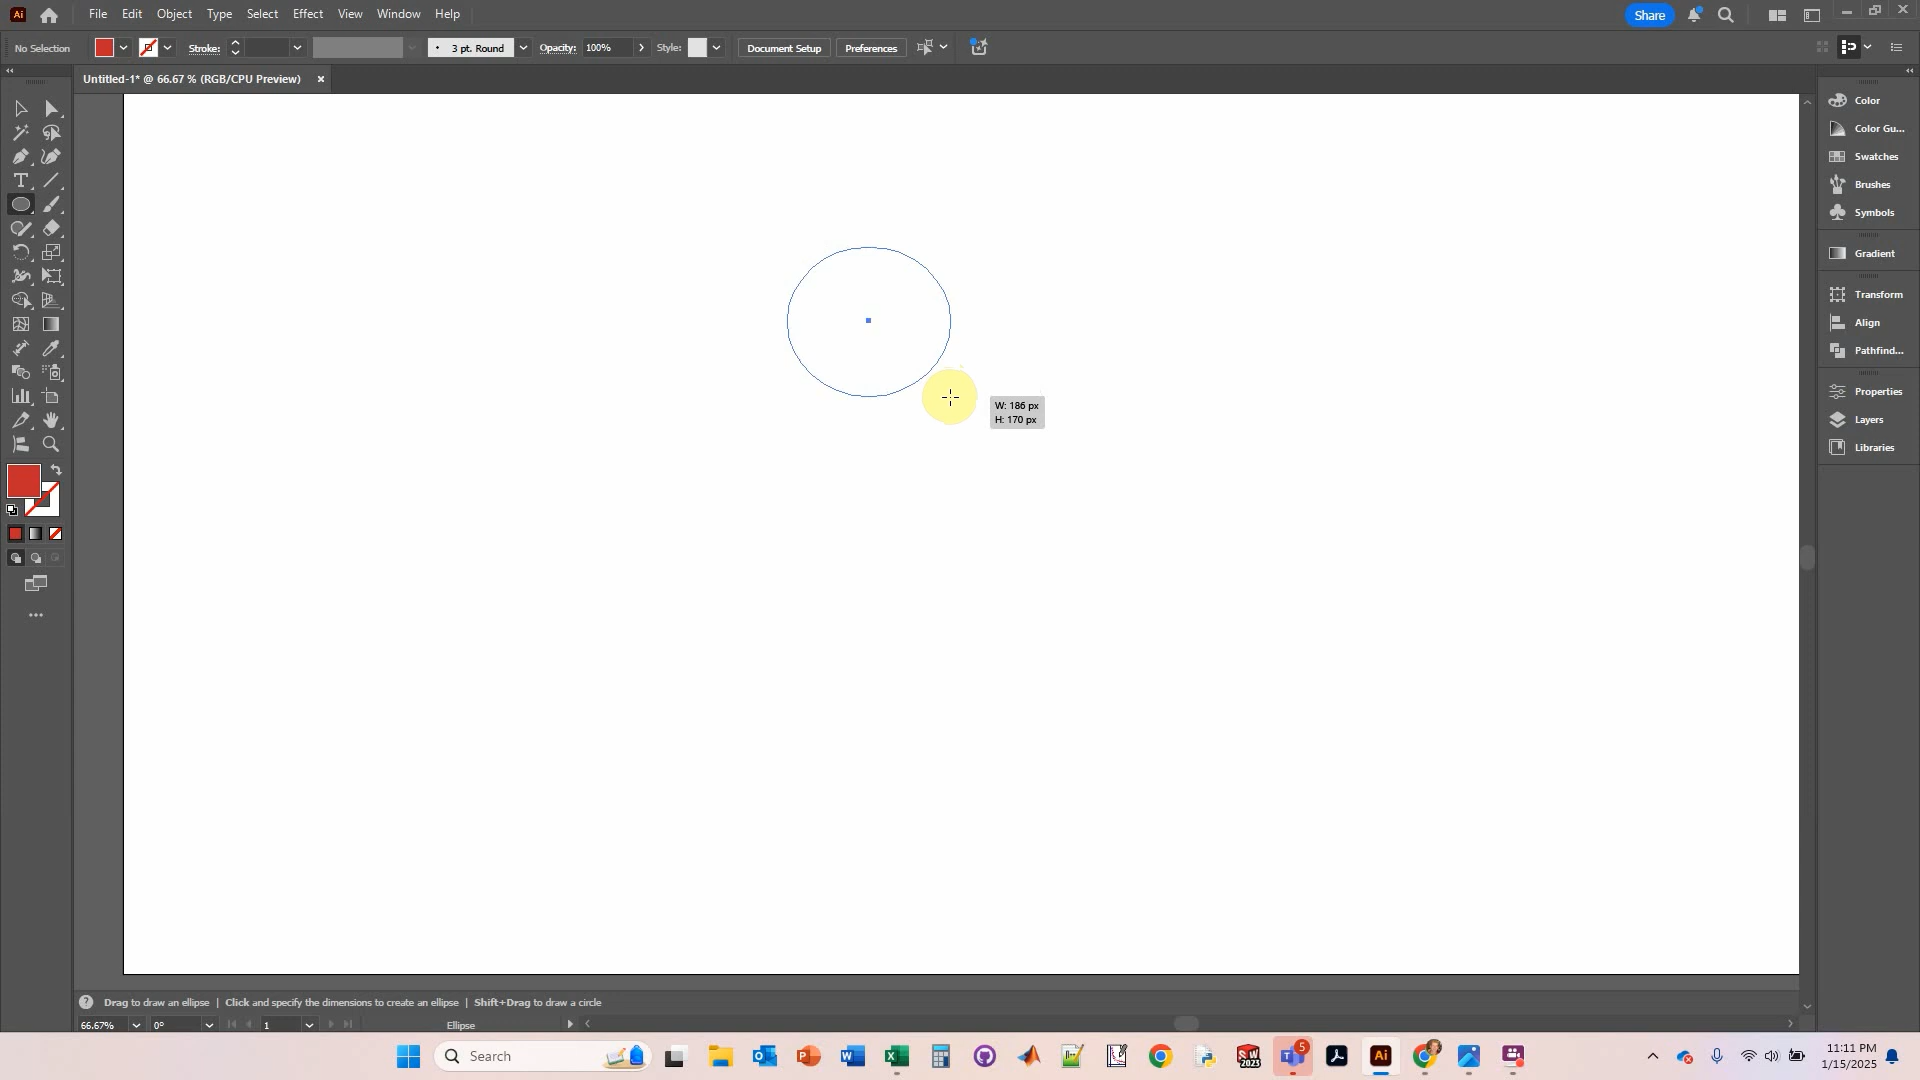 Ai File Edit Object Type Select Effect View Window Help Share
No Selection Stroke: 3 pt. Round Opacity: 100% Style: Document Setup Preferences
Untitled-1* @ 66.67 % (RGB/CPU Preview) ×
Color
Color Gu...
Swatches
Brushes
Symbols
Gradient
Transform
Align
Pathfind...
Properties
Layers
Libraries
W: 186 px
H: 170 px
Drag to draw an ellipse | Click and specify the dimensions to create an ellipse | Shift+Drag to draw a circle
66.67% 0° 1 Ellipse
Search 5 11:11 PM
1/15/2025